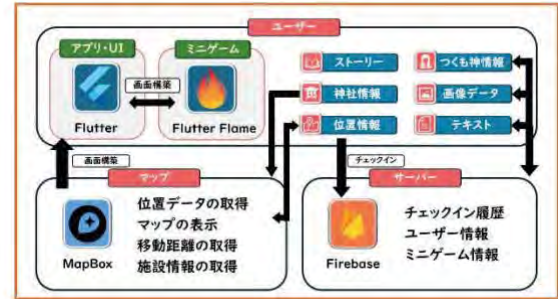 ユーザー
アプリ・UI
ミニゲーム
画面構築
Flutter
Flutter Flame
ストーリー
つくも神情報
神社情報
画像データ
位置情報
テキスト
画面構築
チェックイン
マップ
サーバー
位置データの取得
マップの表示
移動距離の取得
施設情報の取得
MapBox
チェックイン履歴
ユーザー情報
ミニゲーム情報
Firebase